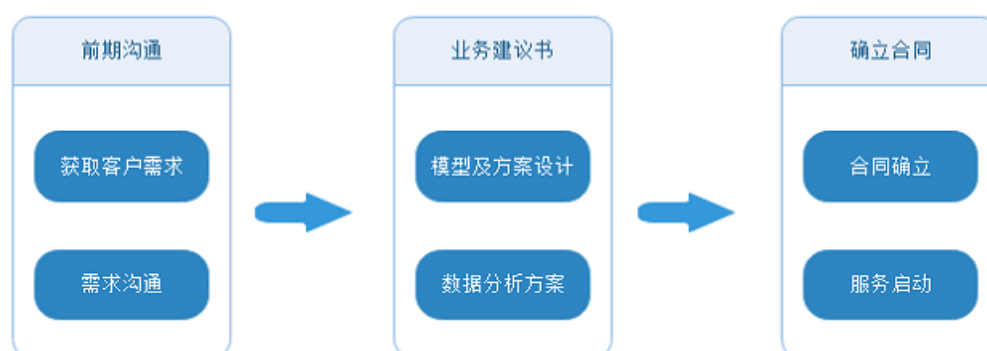 前期沟通
获取客户需求
需求沟通
业务建议书
模型及方案设计
数据分析方案
确立合同
合同确立
服务启动